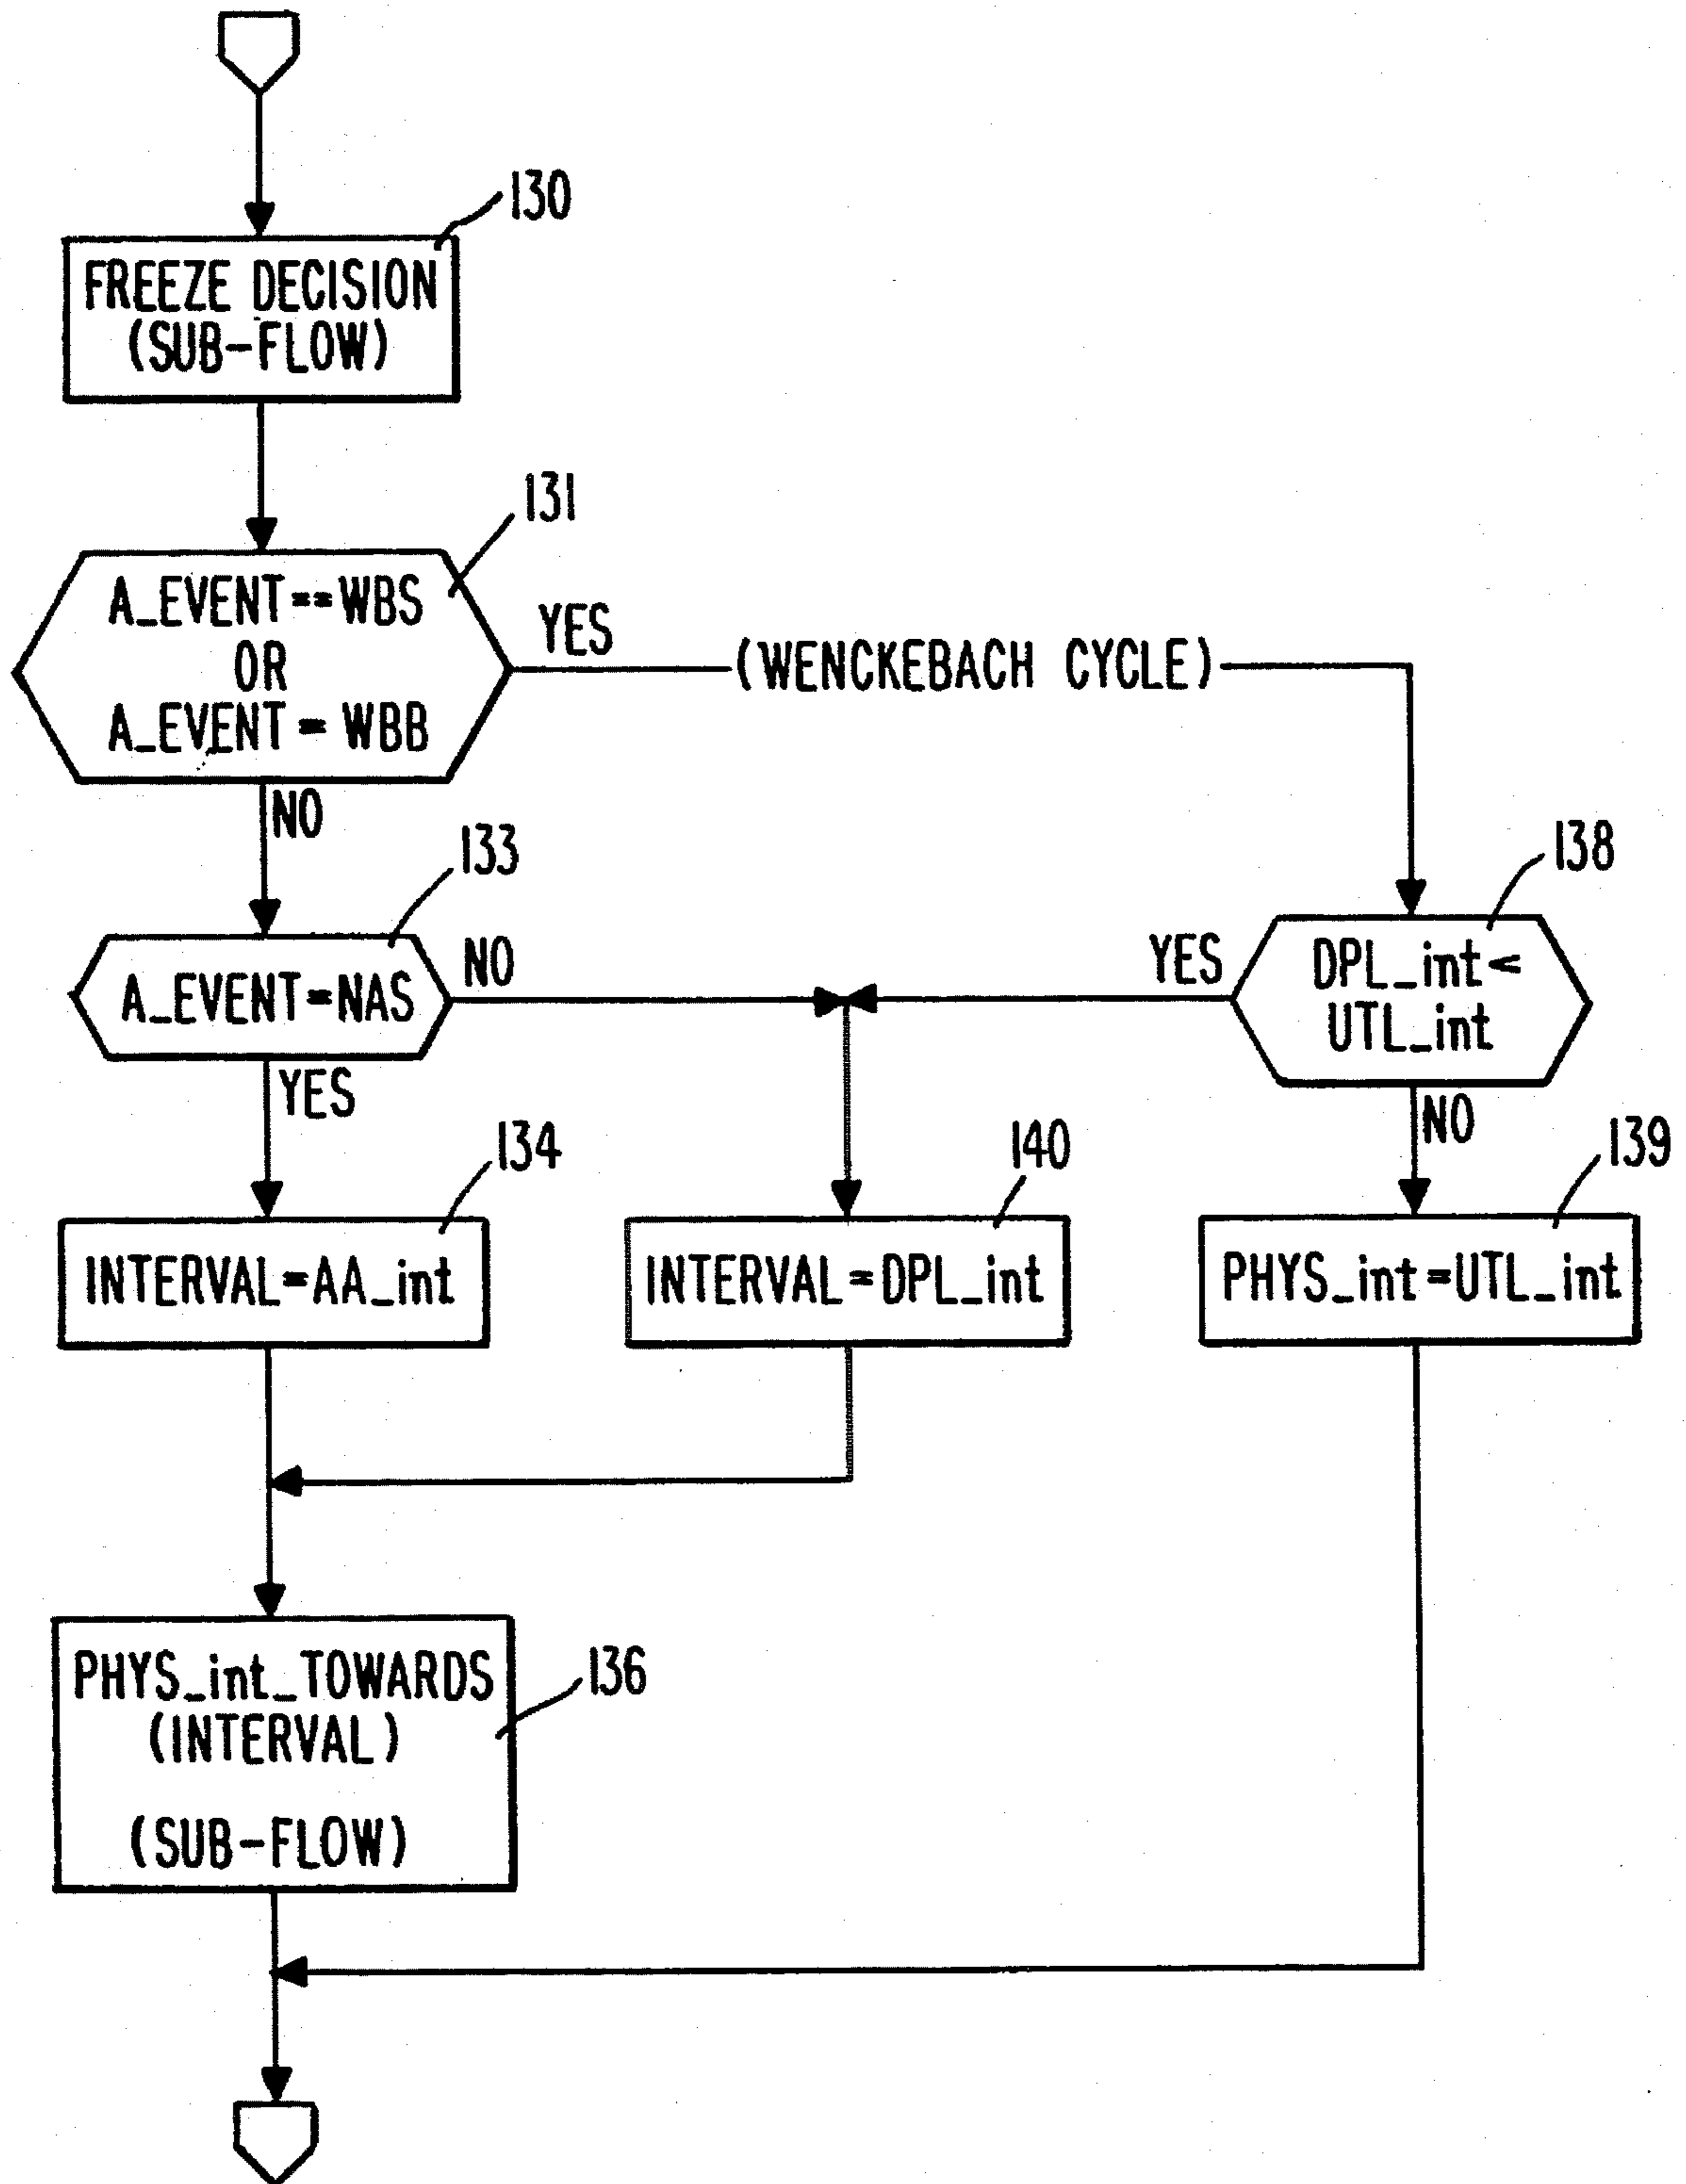 130
FREEZE DECISION
(SUB-FLOW)
131
A_EVENT==WBS
OR
A_EVENT = WBB
YES
(WENCKEBACH CYCLE)
NO
133
138
A_EVENT=NAS
NO
YES
DPL_int<
UTL_int
YES
NO
134
140
139
INTERVAL=AA_int
INTERVAL=DPL_int
PHYS_int=UTL_int
PHYS_int_TOWARDS
(INTERVAL)
(SUB-FLOW)
136